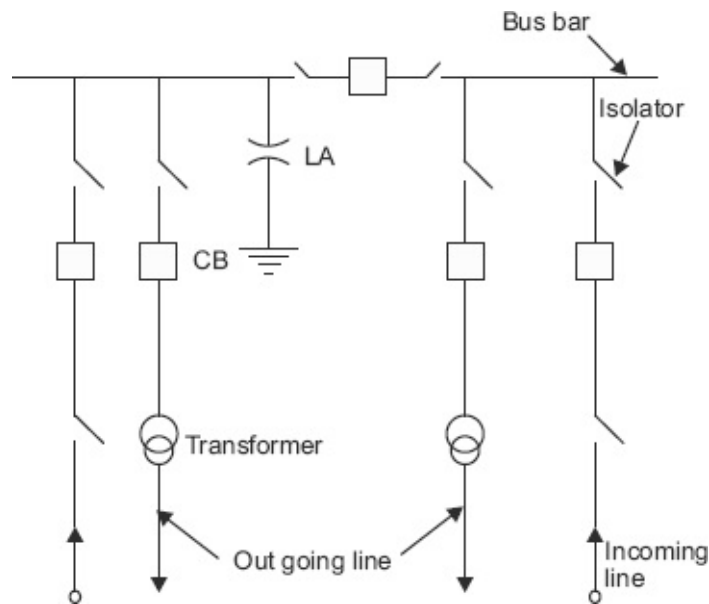 Bus bar
Isolator
LA
CB
Transformer
Out going line
Incoming
line